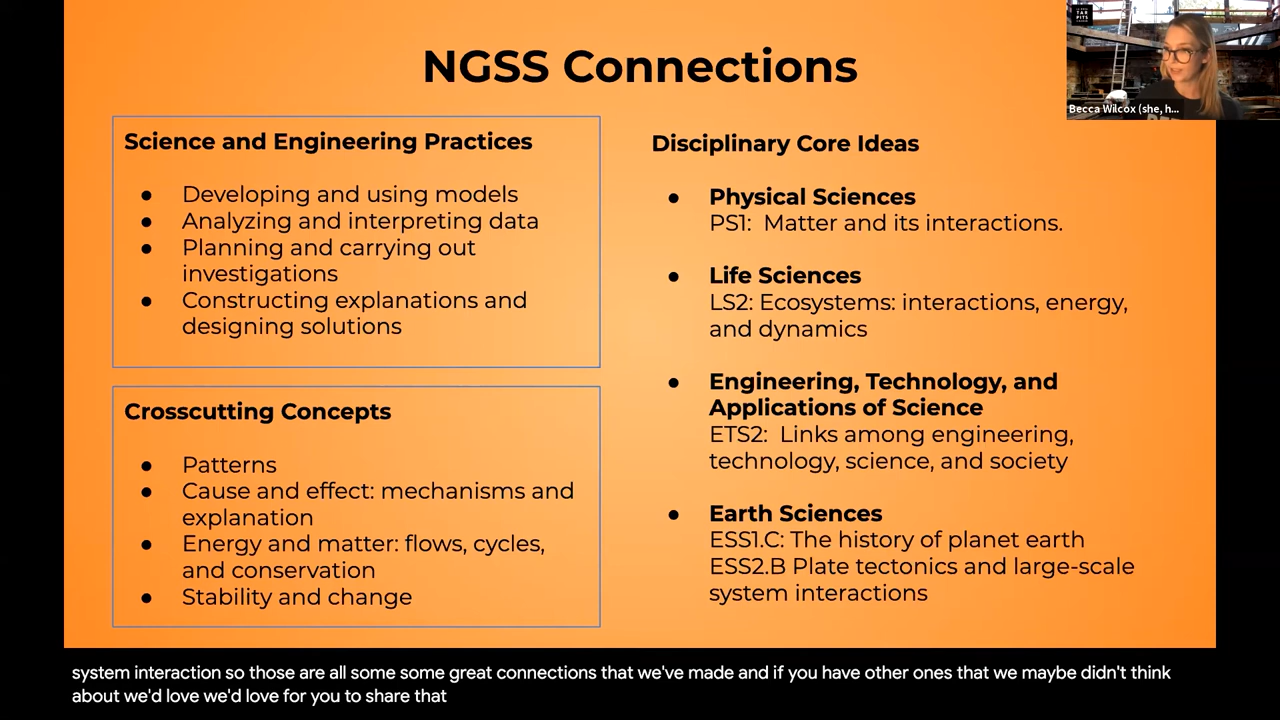 NGSS Connections
Science and Engineering Practices
● Developing and using models
● Analyzing and interpreting data
● Planning and carrying out
investigations
● Constructing explanations and
designing solutions
Crosscutting Concepts
● Patterns
● Cause and effect: mechanisms and
explanation
● Energy and matter: flows, cycles,
and conservation
● Stability and change
Disciplinary Core Ideas
● Physical Sciences
PS1:  Matter and its interactions.
● Life Sciences
LS2: Ecosystems: interactions, energy,
and dynamics
● Engineering, Technology, and
Applications of Science
ETS2:  Links among engineering,
technology, science, and society
● Earth Sciences
ESS1.C: The history of planet earth
ESS2.B Plate tectonics and large-scale
system interactions
TAR
PITS
Becca Wilcox (she, h...
system interaction so those are all some some great connections that we've made and if you have other ones that we maybe didn't think
about we'd love we'd love for you to share that